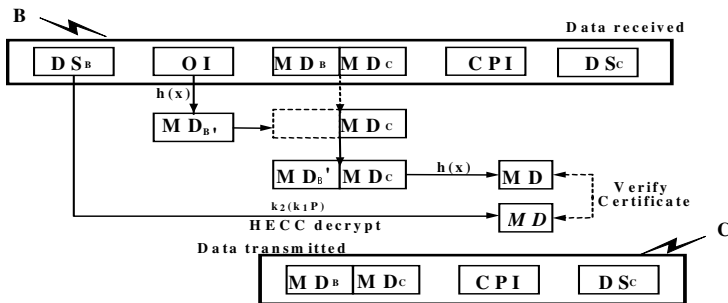 B
Data received
DSB OI MDB MDC CPI DSC
h(x)
MDB' MDC
MDB' MDC h(x) MD
Verify
Certificate
k2(k1P)
HECC decrypt MD
Data transmitted C
MDB MDC CPI DSC